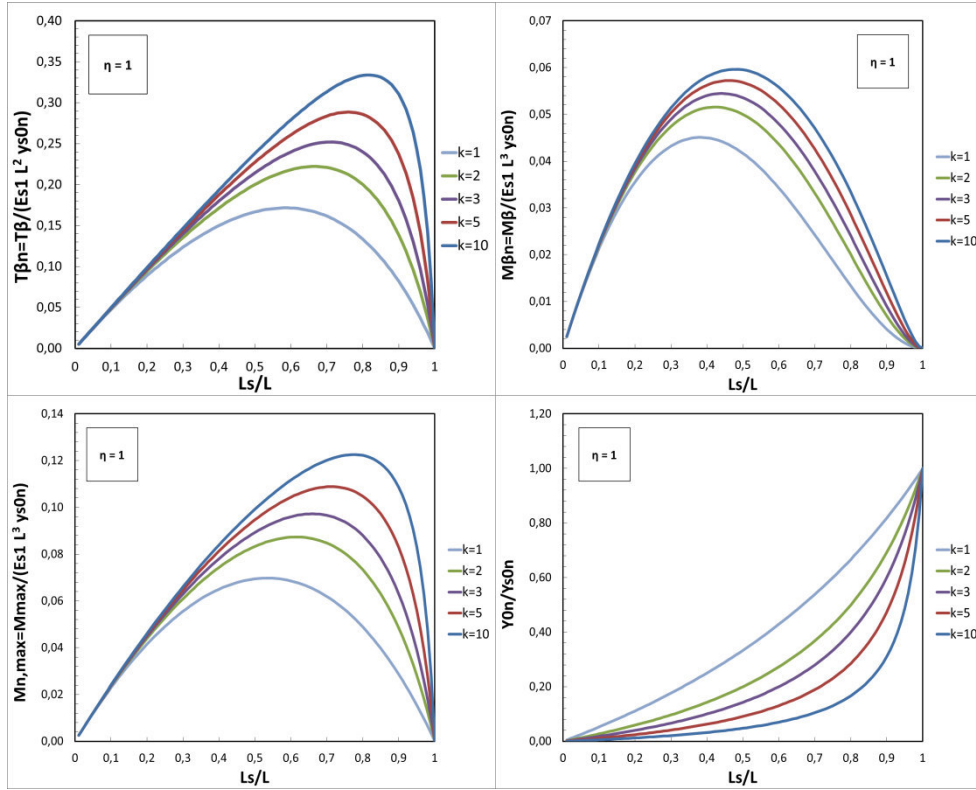 Tβn=Tβ/(Es1 L² ys0n)
0,40
0,35
0,30
0,25
0,20
0,15
0,10
0,05
0,00
η = 1
k=1
k=2
k=3
k=5
k=10
0 0,1 0,2 0,3 0,4 0,5 0,6 0,7 0,8 0,9 1
Ls/L
Mβn=Mβ/(Es1 L³ ys0n)
0,07
0,06
0,05
0,04
0,03
0,02
0,01
0,00
η = 1
k=1
k=2
k=3
k=5
k=10
0 0,1 0,2 0,3 0,4 0,5 0,6 0,7 0,8 0,9 1
Ls/L
Mn,max=Mmax/(Es1 L³ ys0n)
0,14
0,12
0,10
0,08
0,06
0,04
0,02
0,00
η = 1
k=1
k=2
k=3
k=5
k=10
0 0,1 0,2 0,3 0,4 0,5 0,6 0,7 0,8 0,9 1
Ls/L
Y0n/Ys0n
1,20
1,00
0,80
0,60
0,40
0,20
0,00
η = 1
k=1
k=2
k=3
k=5
k=10
0 0,1 0,2 0,3 0,4 0,5 0,6 0,7 0,8 0,9 1
Ls/L